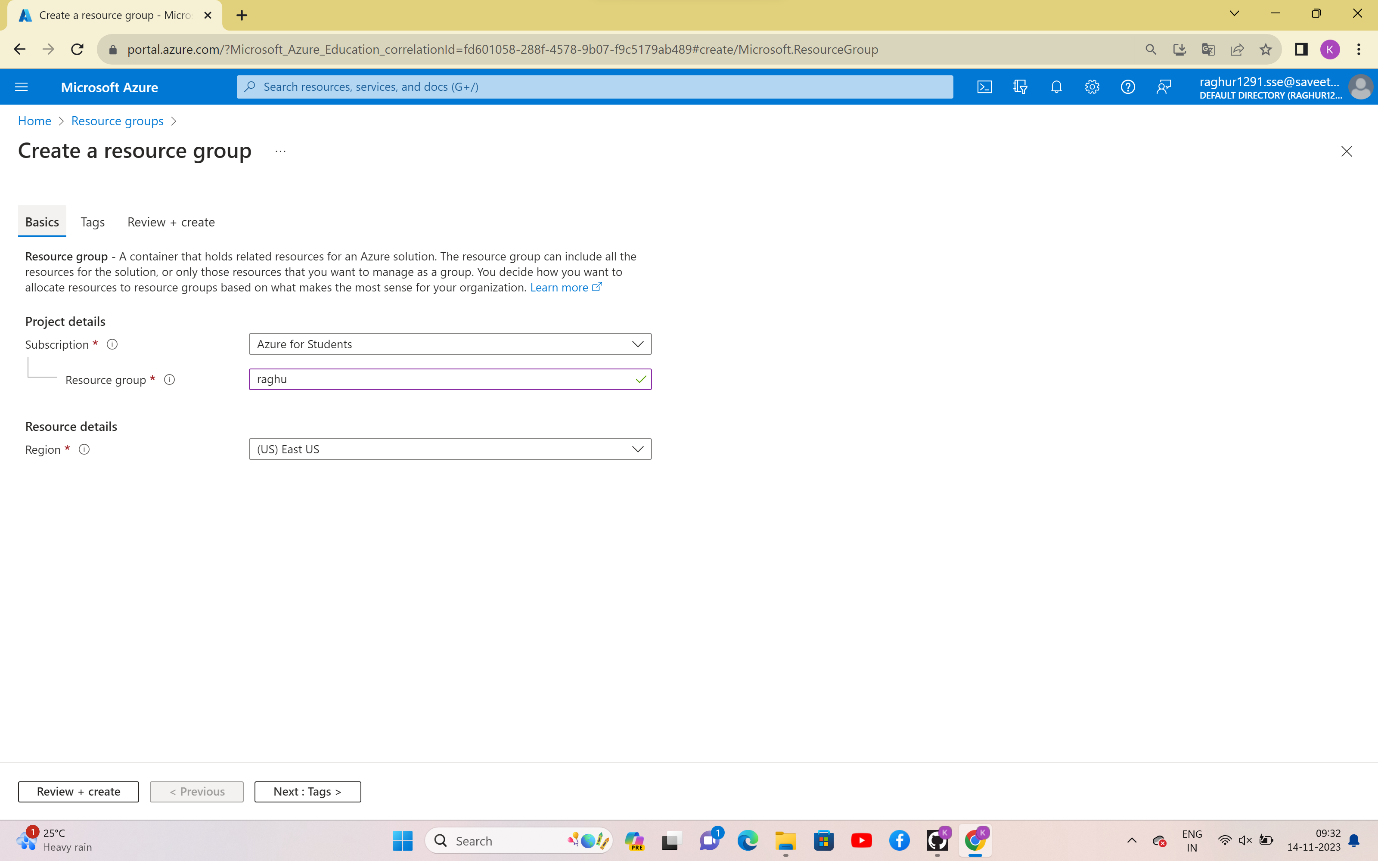 Create a resource group - Micro
portal.azure.com/?Microsoft_Azure_Education_correlationId=fd601058-288f-4578-9b07-f9c5179ab489#create/Microsoft.ResourceGroup
K
Microsoft Azure
Search resources, services, and docs (G+/)
raghur1291.sse@saveet...
DEFAULT DIRECTORY (RAGHUR12...
Home > Resource groups >
Create a resource group ...
Basics Tags Review + create
Resource group - A container that holds related resources for an Azure solution. The resource group can include all the
resources for the solution, or only those resources that you want to manage as a group. You decide how you want to
allocate resources to resource groups based on what makes the most sense for your organization. Learn more
Project details
Subscription * Azure for Students
Resource group * raghu
Resource details
Region * (US) East US
Review + create < Previous Next : Tags >
1 25°C
Heavy rain
Search
PRE
1
K
K
ENG
IN
09:32
14-11-2023